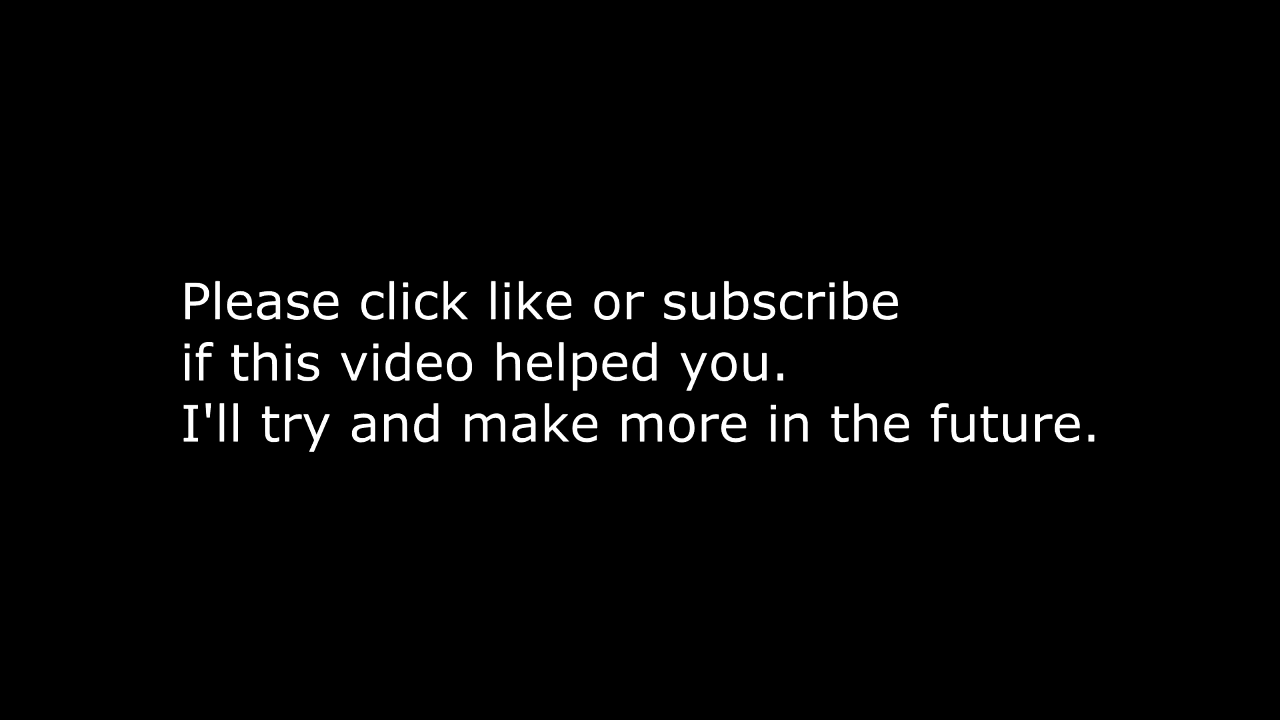 Please click like or subscribe
if this video helped you.
I'll try and make more in the future.